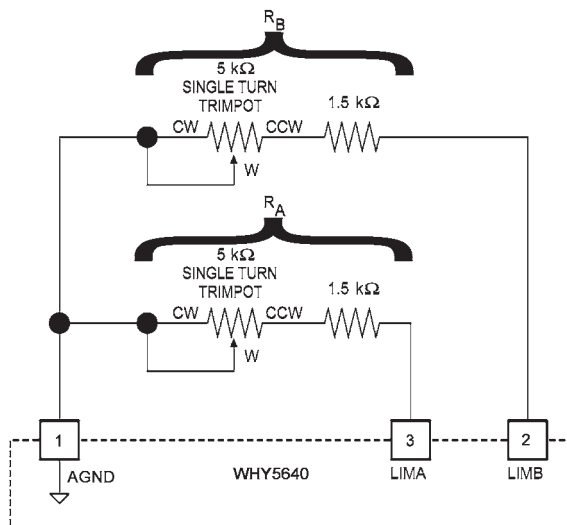 RB
5 kΩ
SINGLE TURN
TRIMPOT
1.5 kΩ
CW
CCW
W
RA
5 kΩ
SINGLE TURN
TRIMPOT
1.5 kΩ
CW
CCW
W
1
3
2
AGND
WHY5640
LIMA
LIMB